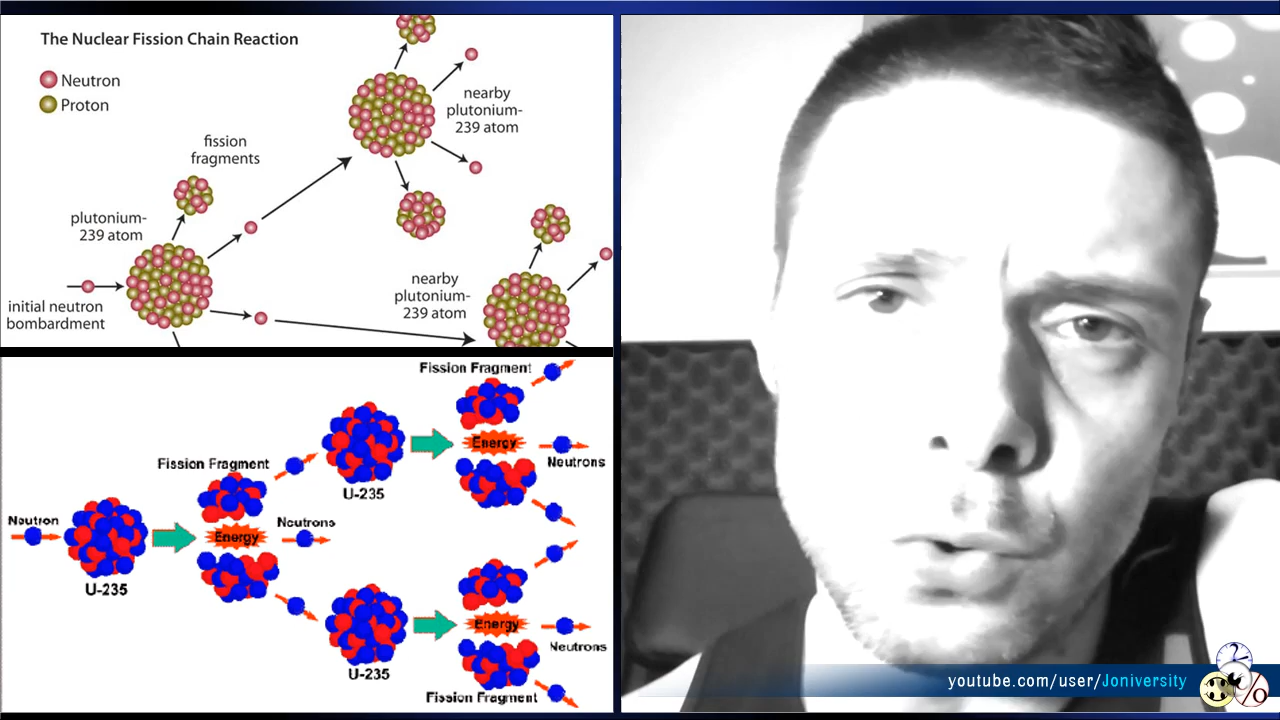 The Nuclear Fission Chain Reaction
Neutron
Proton
fission
fragments
nearby
plutonium-
239 atom
plutonium-
239 atom
nearby
plutonium-
239 atom
initial neutron
bombardment
Fission Fragment
Energy
Neutrons
U-235
Fission Fragment
Neutron
Energy
Neutrons
U-235
Energy
Neutrons
U-235
Fission Fragment
youtube.com/user/Joniversity
?
%